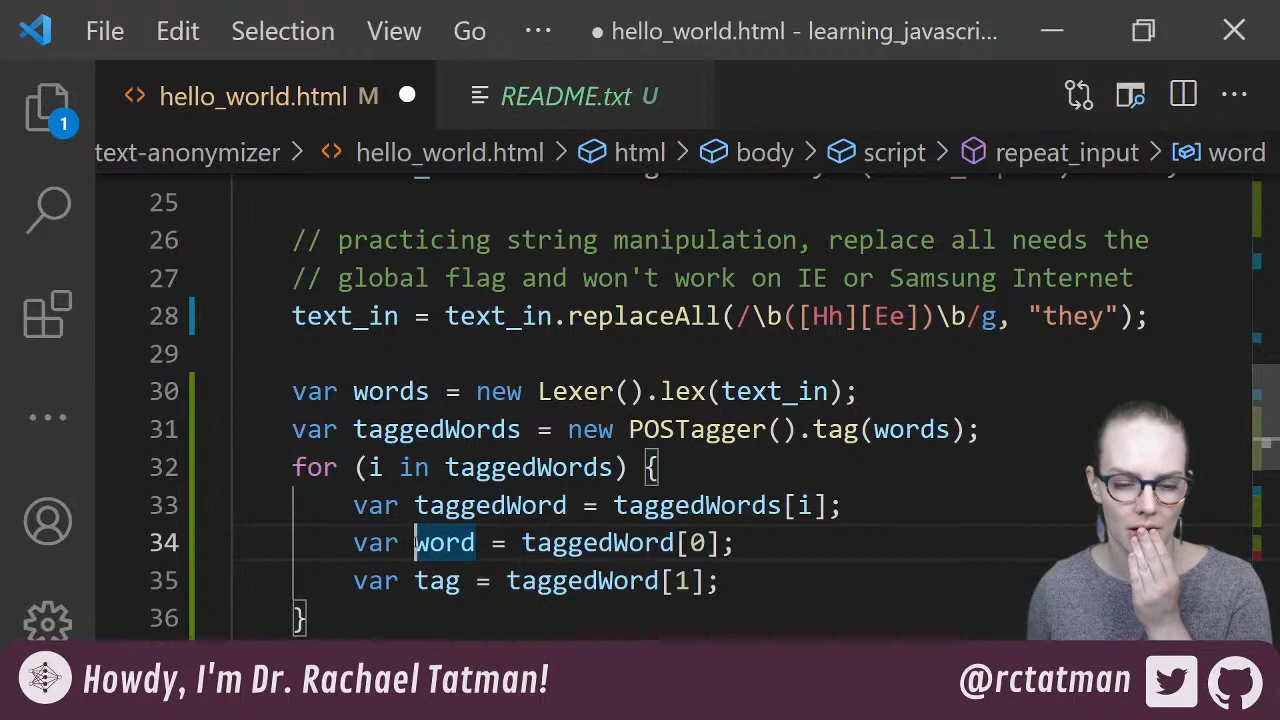 File Edit Selection View Go ··· ● hello_world.html - learning_javascri...
<> hello_world.html M ● README.txt U
text-anonymizer > <> hello_world.html > html > body > script > repeat_input > word
1
25
26 // practicing string manipulation, replace all needs the
27 // global flag and won't work on IE or Samsung Internet
28 text_in = text_in.replaceAll(/\b([Hh][Ee])\b/g, "they");
29
30 var words = new Lexer().lex(text_in);
31 var taggedWords = new POSTagger().tag(words);
32 for (i in taggedWords) {
33 var taggedWord = taggedWords[i];
34 var word = taggedWord[0];
35 var tag = taggedWord[1];
36 }
Howdy, I'm Dr. Rachael Tatman! @rctatman